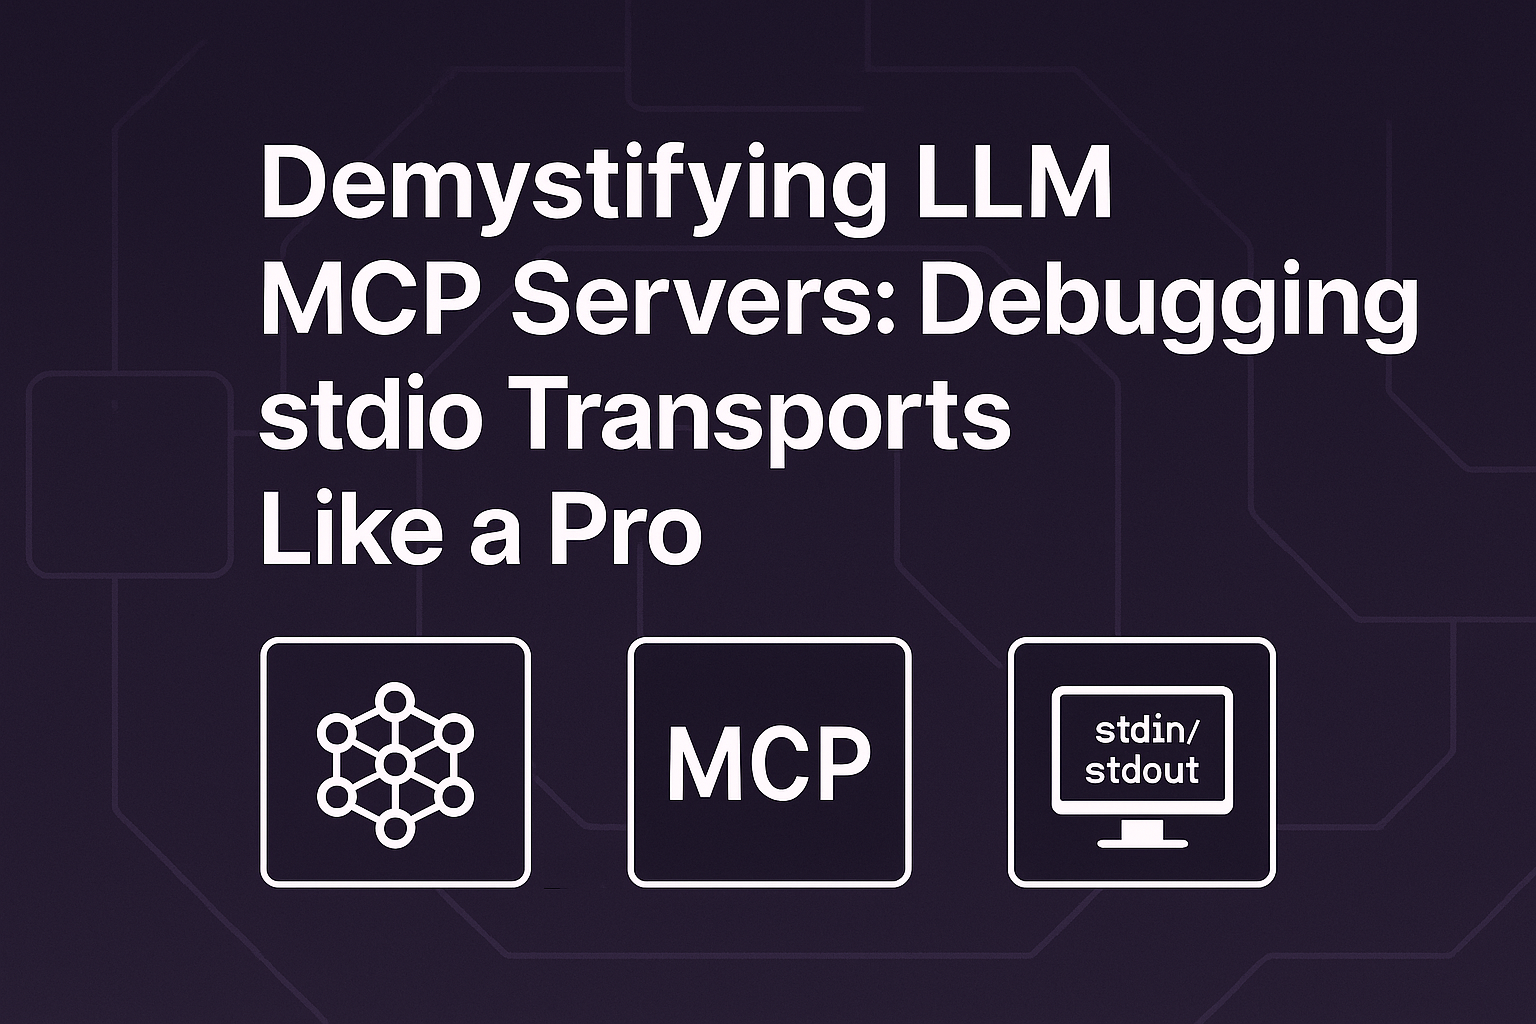 Demystifying LLM
MCP Servers: Debugging
stdio Transports
Like a Pro
MCP
stdin/
stdout